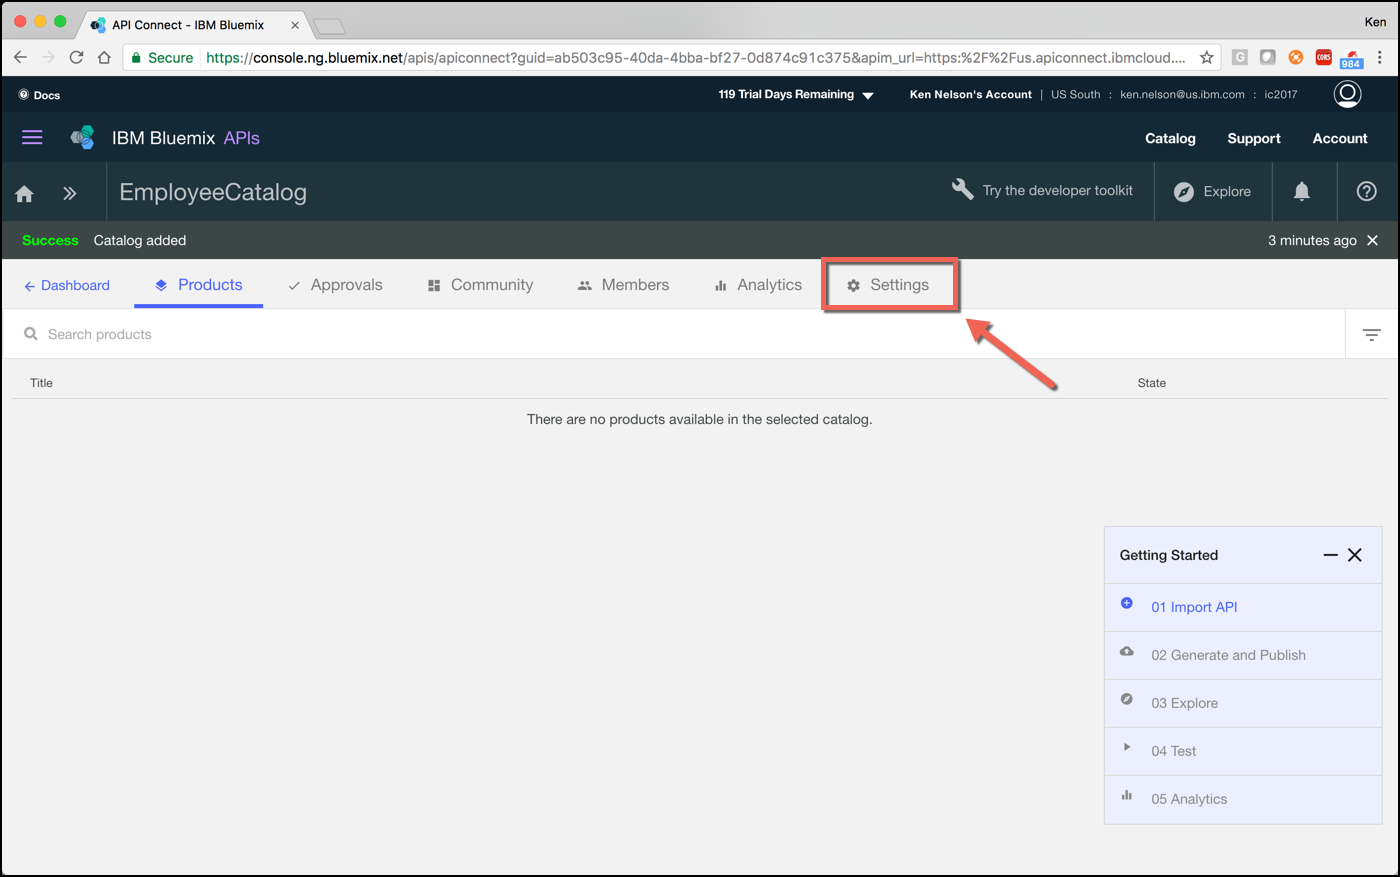 API Connect - IBM Bluemix
Ken
Secure https://console.ng.bluemix.net/apis/apiconnect?guid=ab503c95-40da-4bba-bf27-0d874c91c375&apim_url=https:%2F%2Fus.apiconnect.ibmcloud....
G
CORS
984
Docs
119 Trial Days Remaining
Ken Nelson's Account | US South : ken.nelson@us.ibm.com : ic2017
IBM Bluemix APIs
Catalog Support Account
EmployeeCatalog
Try the developer toolkit
Explore
Success Catalog added
3 minutes ago
Dashboard Products Approvals Community Members Analytics Settings
Search products
Title State
There are no products available in the selected catalog.
Getting Started
01 Import API
02 Generate and Publish
03 Explore
04 Test
05 Analytics